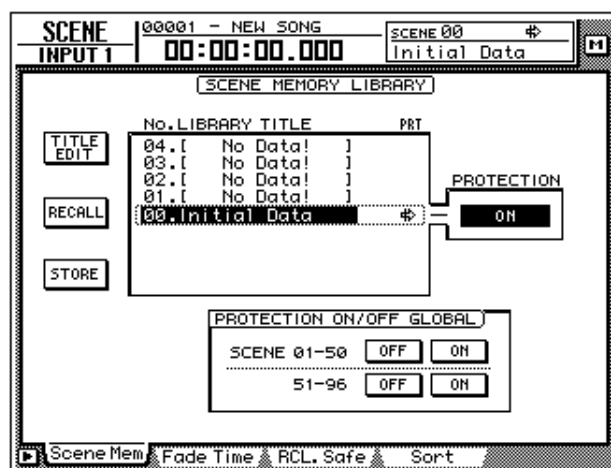 SCENE
INPUT 1
00001 - NEW SONG
00:00:00.000
SCENE 00
Initial Data
M
SCENE MEMORY LIBRARY
No.LIBRARY TITLE PRT
TITLE EDIT
RECALL
STORE
04.[ No Data! ]
03.[ No Data! ]
02.[ No Data! ]
01.[ No Data! ]
00.Initial Data
PROTECTION
ON
PROTECTION ON/OFF GLOBAL
SCENE 01-50 OFF ON
51-96 OFF ON
Scene Mem Fade Time RCL. Safe Sort